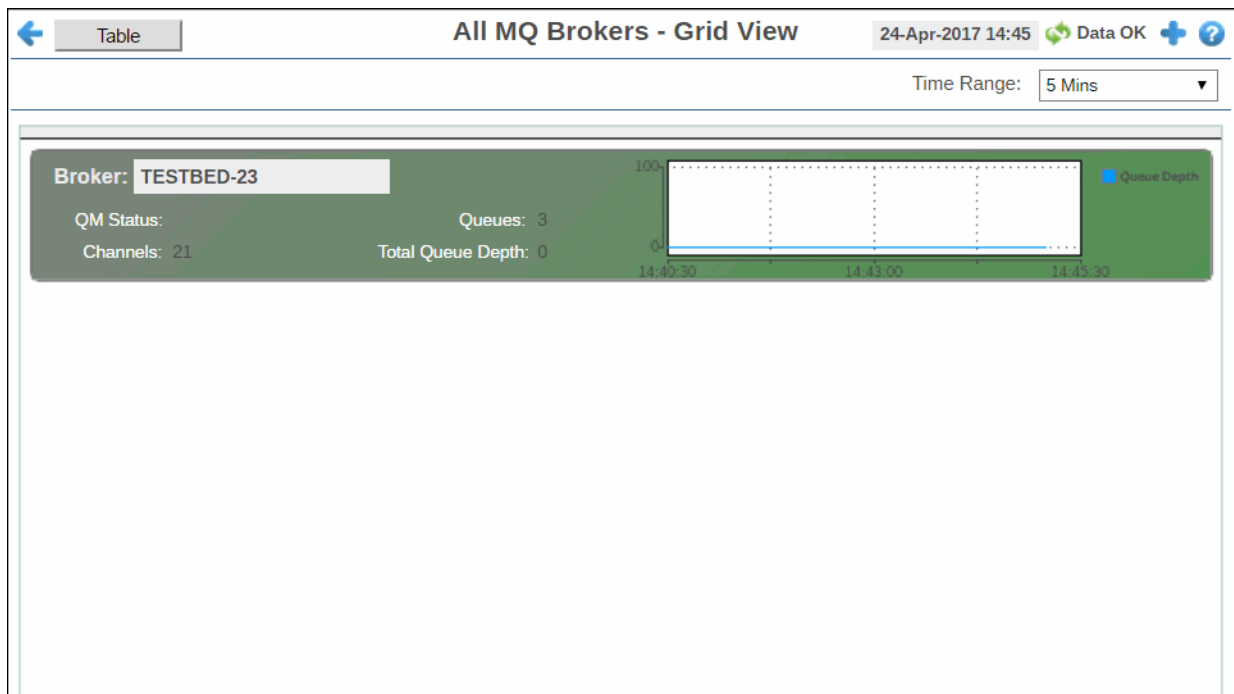 Table All MQ Brokers - Grid View 24-Apr-2017 14:45 Data OK
Time Range: 5 Mins
Broker: TESTBED-23
QM Status: Queues: 3
Channels: 21 Total Queue Depth: 0
100
0
14:40:30 14:43:00 14:45:30
Queue Depth